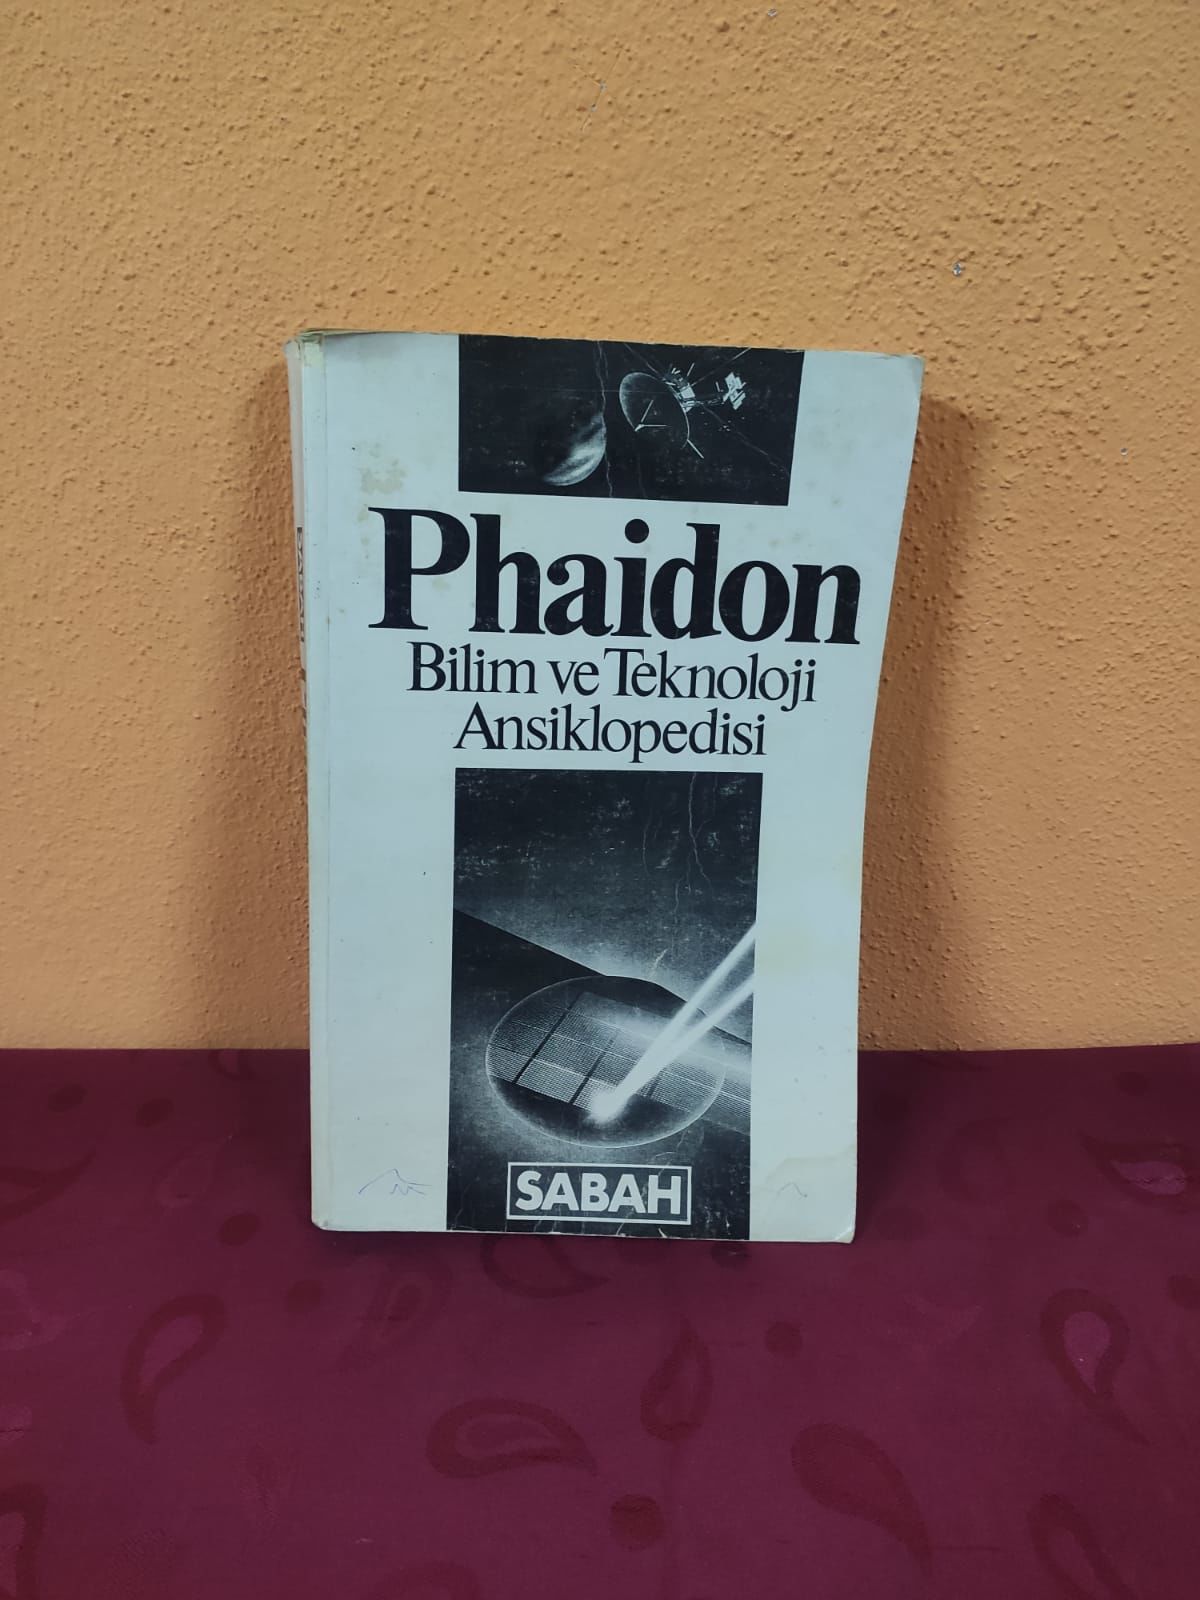 Phaidon
Bilim ve Teknoloji
Ansiklopedisi
SABAH